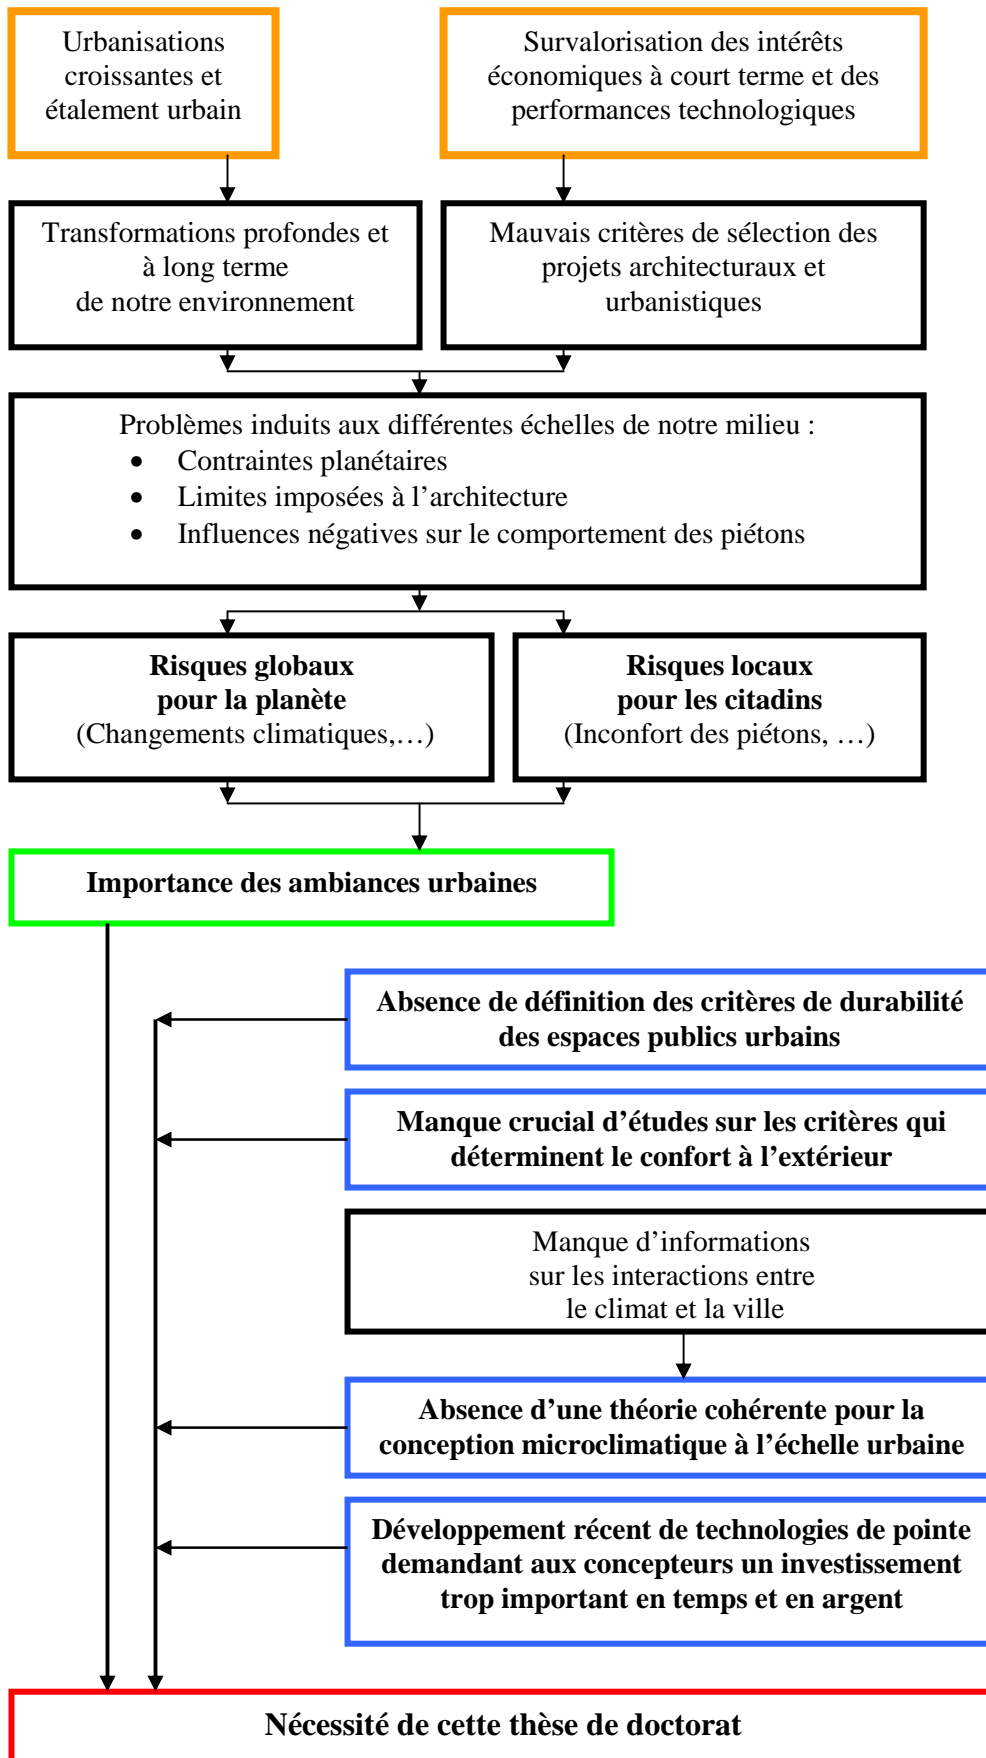 Urbanisations
croissantes et
étalement urbain
Survalorisation des intérêts
économiques à court terme et des
performances technologiques
Transformations profondes et
à long terme
de notre environnement
Mauvais critères de sélection des
projets architecturaux et
urbanistiques
Problèmes induits aux différentes échelles de notre milieu :
• Contraintes planétaires
• Limites imposées à l’architecture
• Influences négatives sur le comportement des piétons
Risques globaux
pour la planète
(Changements climatiques,…)
Risques locaux
pour les citadins
(Inconfort des piétons, …)
Importance des ambiances urbaines
Absence de définition des critères de durabilité
des espaces publics urbains
Manque crucial d’études sur les critères qui
déterminent le confort à l’extérieur
Manque d’informations
sur les interactions entre
le climat et la ville
Absence d’une théorie cohérente pour la
conception microclimatique à l’échelle urbaine
Développement récent de technologies de pointe
demandant aux concepteurs un investissement
trop important en temps et en argent
Nécessité de cette thèse de doctorat